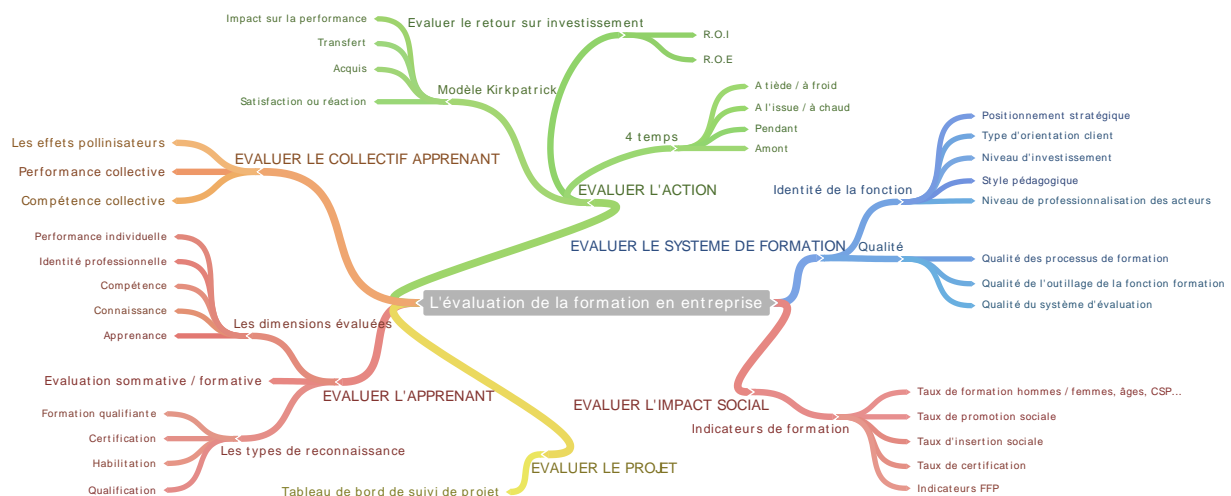 L'évaluation de la formation en entreprise
EVALUER LE SYSTEME DE FORMATION
Identité de la fonction
Positionnement stratégique
Type d'orientation client
Niveau d'investissement
Style pédagogique
Niveau de professionnalisation des acteurs
Qualité
Qualité des processus de formation
Qualité de l'outillage de la fonction formation
Qualité du système d'évaluation
EVALUER L'IMPACT SOCIAL
Indicateurs de formation
Taux de formation hommes / femmes, âges, CSP...
Taux de promotion sociale
Taux d'insertion sociale
Taux de certification
Indicateurs FFP
EVALUER LE PROJET
Tableau de bord de suivi de projet
EVALUER L'ACTION
Evaluer le retour sur investissement
R.O.I
R.O.E
4 temps
A tiède / à froid
A l'issue / à chaud
Pendant
Amont
Modèle Kirkpatrick
Impact sur la performance
Transfert
Acquis
Satisfaction ou réaction
EVALUER LE COLLECTIF APPRENANT
Les effets pollinisateurs
Performance collective
Compétence collective
EVALUER L'APPRENANT
Les dimensions évaluées
Performance individuelle
Identité professionnelle
Compétence
Connaissance
Apprenance
Evaluation sommative / formative
Les types de reconnaissance
Formation qualifiante
Certification
Habilitation
Qualification